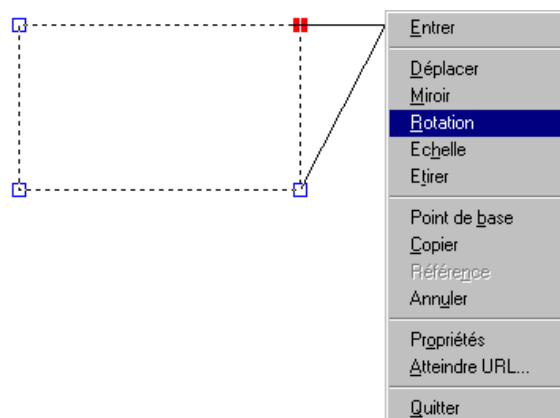 Entrer
Déplacer
Miroir
Rotation
Echelle
Etirer
Point de base
Copier
Référence
Annuler
Propriétés
Atteindre URL...
Quitter